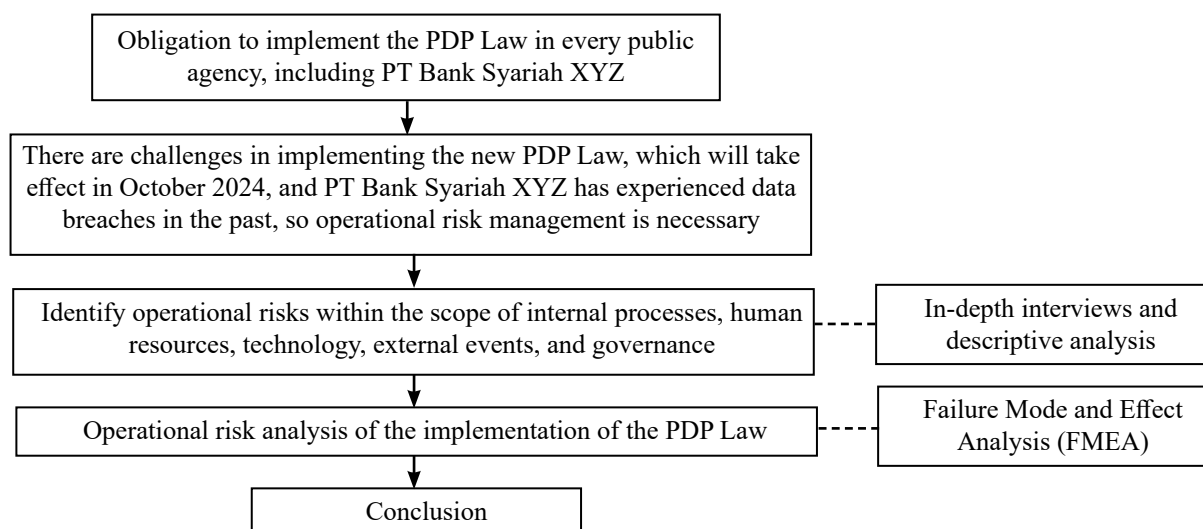 Obligation to implement the PDP Law in every public
agency, including PT Bank Syariah XYZ
There are challenges in implementing the new PDP Law, which will take
effect in October 2024, and PT Bank Syariah XYZ has experienced data
breaches in the past, so operational risk management is necessary
Identify operational risks within the scope of internal processes, human
resources, technology, external events, and governance
In-depth interviews and
descriptive analysis
Operational risk analysis of the implementation of the PDP Law
Failure Mode and Effect
Analysis (FMEA)
Conclusion